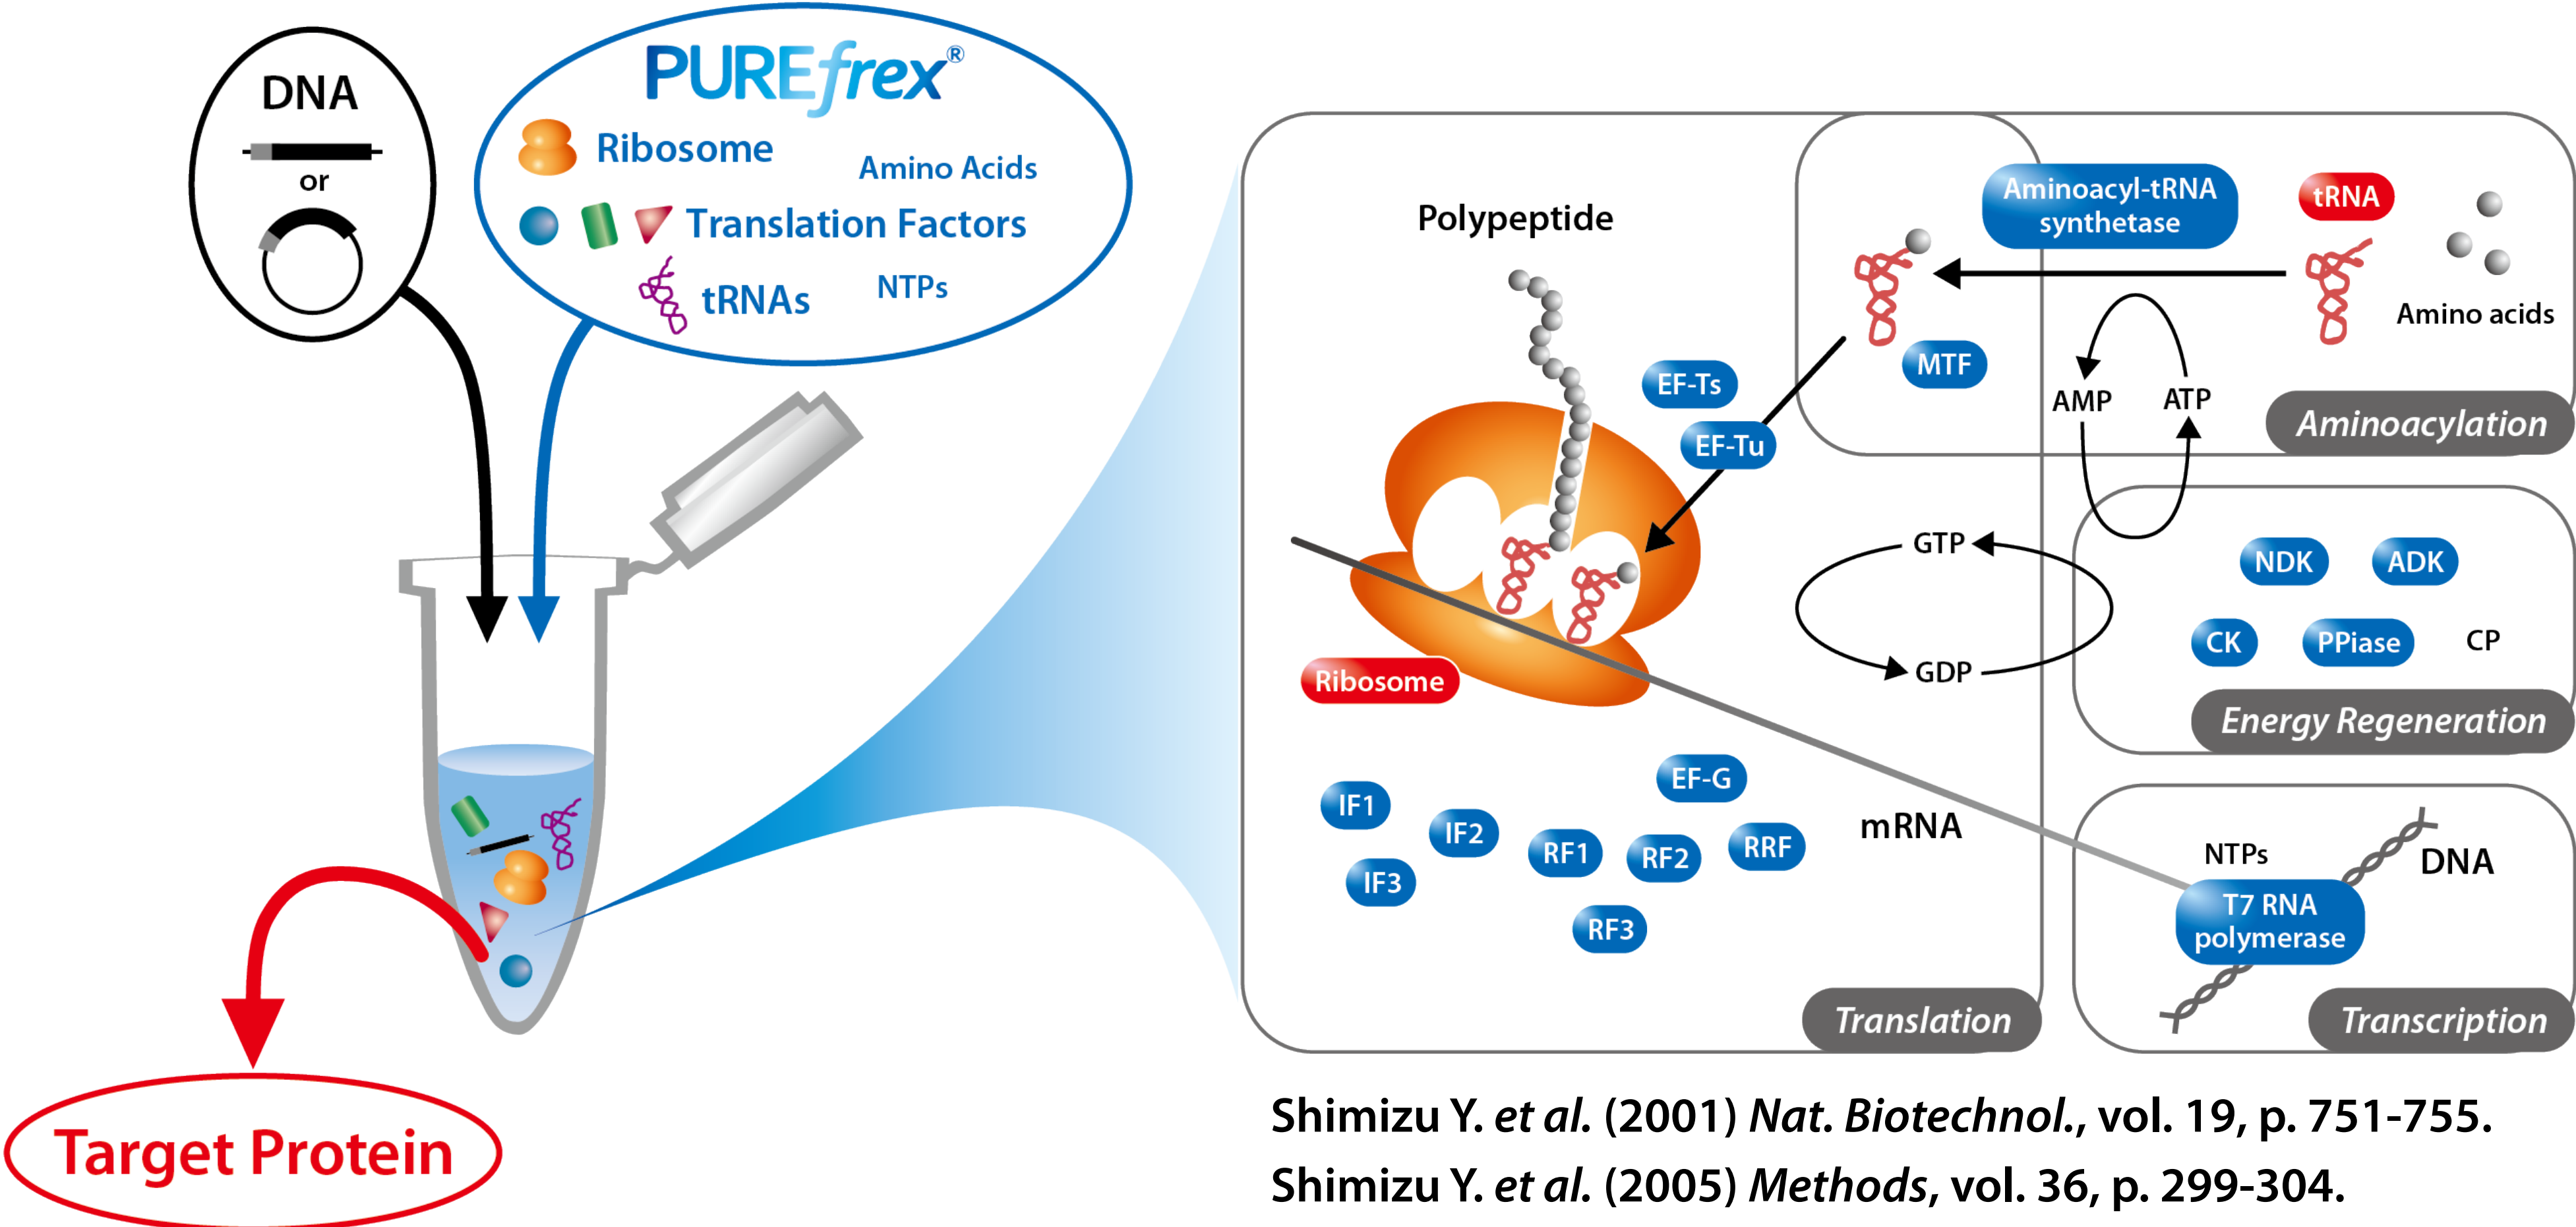 DNA
or
PUREfrex®
Ribosome
Amino Acids
Translation Factors
tRNAs
NTPs
Target Protein
Polypeptide
Aminoacyl-tRNA
synthetase
tRNA
Amino acids
MTF
EF-Ts
EF-Tu
AMP
ATP
Aminoacylation
GTP
GDP
NDK
ADK
CK
PPiase
CP
Energy Regeneration
Ribosome
EF-G
IF1
IF2
IF3
RF1
RF2
RRF
RF3
mRNA
Translation
NTPs
DNA
T7 RNA
polymerase
Transcription
Shimizu Y. et al. (2001) Nat. Biotechnol., vol. 19, p. 751-755.
Shimizu Y. et al. (2005) Methods, vol. 36, p. 299-304.